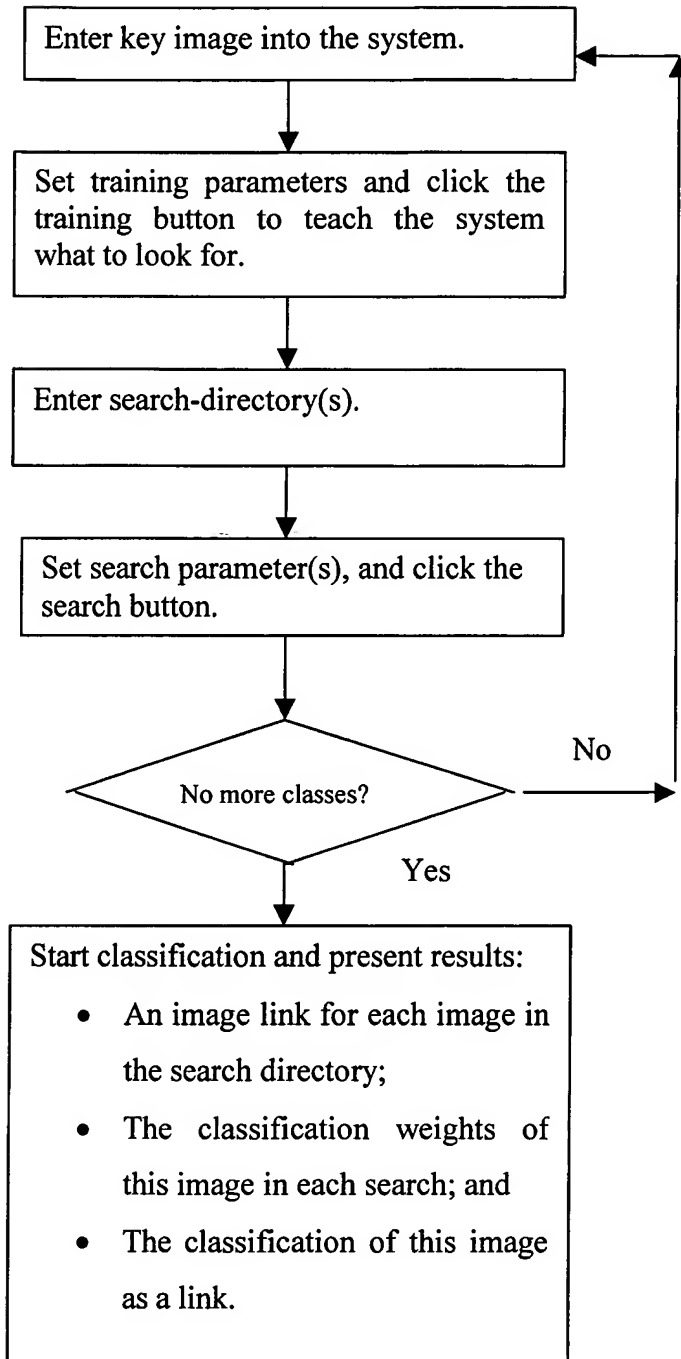 Enter key image into the system.
Set training parameters and click the
training button to teach the system
what to look for.
Enter search-directory(s).
Set search parameter(s), and click the
search button.
No more classes?
No
Yes
Start classification and present results:
• An image link for each image in
the search directory;
• The classification weights of
this image in each search; and
• The classification of this image
as a link.